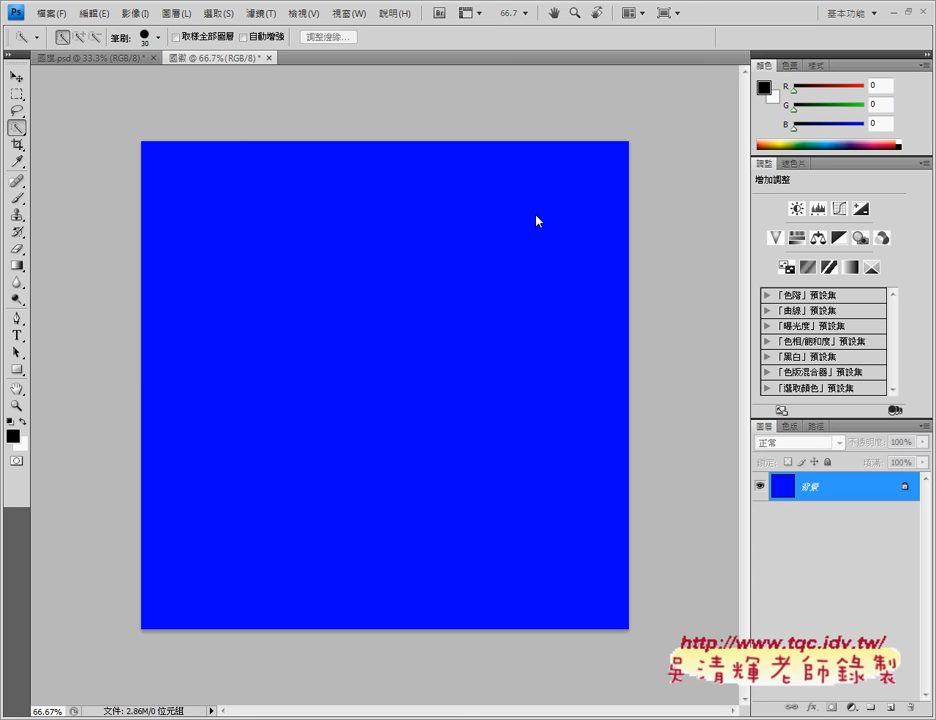 Ps 檔案(F) 編輯(E) 影像(I) 圖層(L) 選取(S) 濾鏡(T) 檢視(V) 視窗(W) 說明(H) Br 66.7 基本功能
筆刷: 30 取樣全部圖層 自動增強 調整邊緣...
國旗.psd @ 33.3% (RGB/8) * 國徽 @ 66.7% (RGB/8) *
顏色 色票 樣式
R 0
G 0
B 0
調整 遮色片
增加調整
「色階」預設集
「曲線」預設集
「曝光度」預設集
「色相/飽和度」預設集
「黑白」預設集
「色版混合器」預設集
「選取顏色」預設集
圖層 色版 路徑
正常 不透明度: 100%
鎖定: 填滿: 100%
背景
http://www.tqc.idv.tw/
吳清輝老師錄製
66.67% 文件: 2.86M/0 位元組